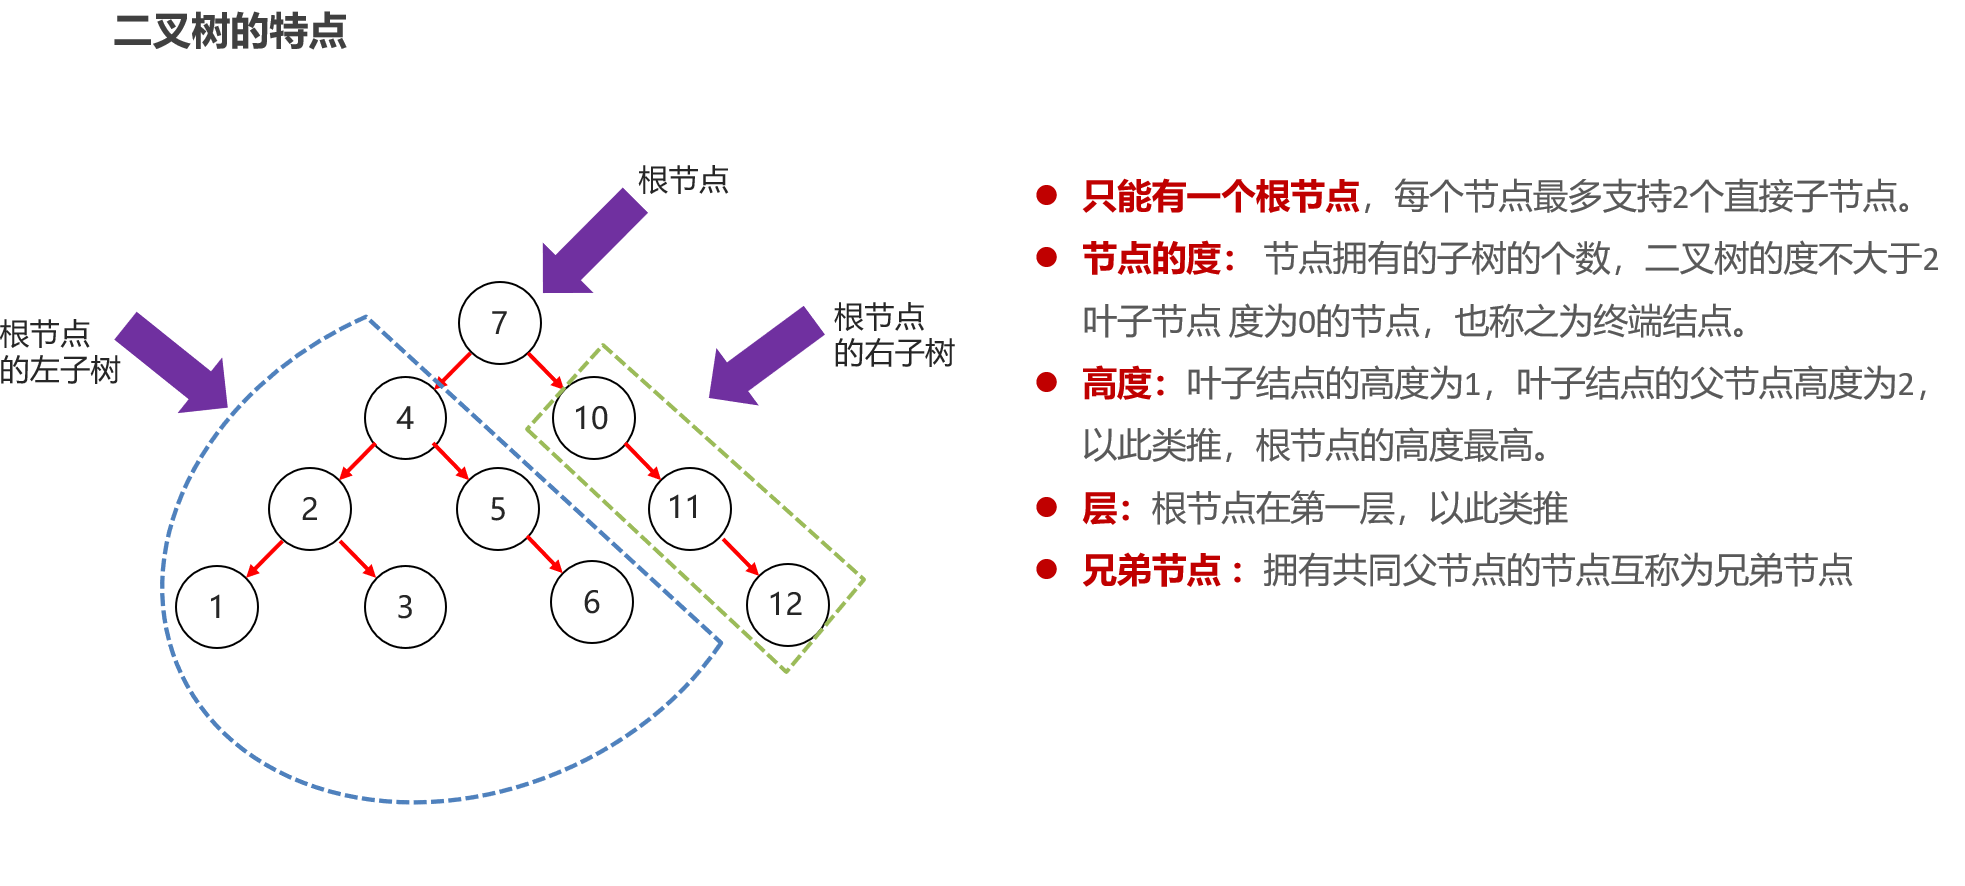 二叉树的特点
根节点
根节点
的左子树
根节点
的右子树
7
4
10
2
5
11
1
3
6
12
只能有一个根节点，每个节点最多支持2个直接子节点。
节点的度： 节点拥有的子树的个数，二叉树的度不大于2
叶子节点 度为0的节点，也称之为终端结点。
高度：叶子结点的高度为1，叶子结点的父节点高度为2，
以此类推，根节点的高度最高。
层：根节点在第一层，以此类推
兄弟节点 ：拥有共同父节点的节点互称为兄弟节点